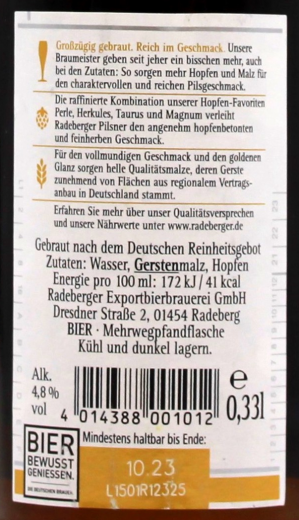 Großzügig gebraut. Reich im Geschmack. Unsere
Braumeister geben seit jeher ein bisschen mehr, auch
bei den Zutaten: So sorgen mehr Hopfen und Malz für
den charaktervollen und reichen Pilsgeschmack.
Die raffinierte Kombination unserer Hopfen-Favoriten
Perle, Herkules, Taurus und Magnum verleiht
Radeberger Pilsner den angenehm hopfenbetonten
und feinherben Geschmack.
Für den vollmundigen Geschmack und den goldenen
Glanz sorgen helle Qualitätsmalze, deren Gerste
zunehmend von Flächen aus regionalem Vertrags-
anbau in Deutschland stammt.
Erfahren Sie mehr über unser Qualitätsversprechen
und unsere Nährwerte unter www.radeberger.de.
Gebraut nach dem Deutschen Reinheitsgebot
Zutaten: Wasser, Gerstenmalz, Hopfen
Energie pro 100 ml: 172 kJ / 41 kcal
Radeberger Exportbierbrauerei GmbH
Dresdner Straße 2, 01454 Radeberg
BIER · Mehrwegpfandflasche
Kühl und dunkel lagern.
Alk.
4,8 %
vol
4 014388 001012
e
0,33l
Mindestens haltbar bis Ende:
BIER
BEWUSST
GENIESSEN.
DIE DEUTSCHEN BRAUER
10.23
L1501R12325